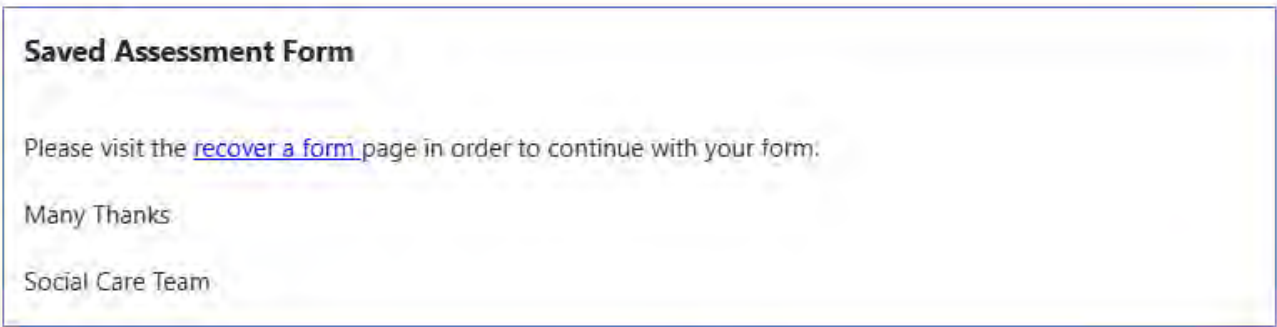 Saved Assessment Form
Please visit the recover a form page in order to continue with your form.
Many Thanks
Social Care Team